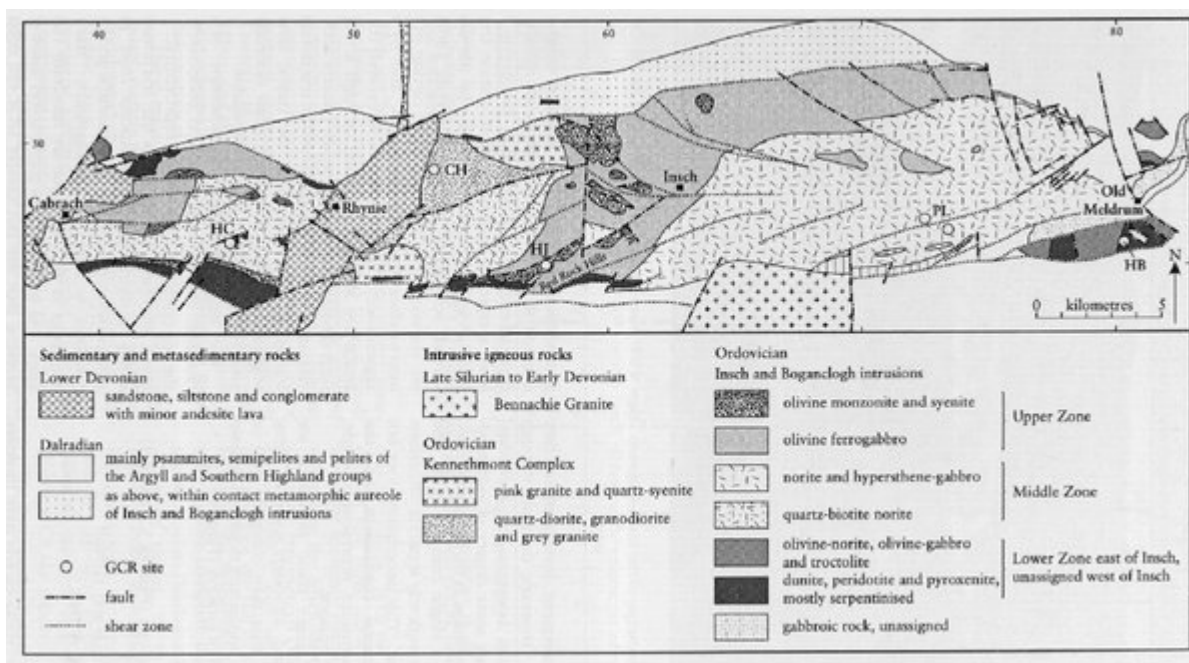 40
50
60
80
30
CH
Insch
Cabrach
Rhynie
HC
HI
Red Rock Hills
PL
Old
Meldrum
HB
N
0 kilometres 5
Sedimentary and metasedimentary rocks
Lower Devonian
sandstone, siltstone and conglomerate
with minor andesite lava
Dalradian
mainly psammites, semipelites and pelites
of the Argyll and Southern Highland groups
as above, within contact metamorphic aureole
of Insch and Boganclogh intrusions
GCR site
fault
shear zone
Intrusive igneous rocks
Late Silurian to Early Devonian
Bennachie Granite
Ordovician
Kennethmont Complex
pink granite and quartz-syenite
quartz-diorite, granodiorite
and grey granite
Ordovician
Insch and Boganclogh intrusions
olivine monzonite and syenite
Upper Zone
olivine ferrogabbro
norite and hypersthene-gabbro
Middle Zone
quartz-biotite norite
olivine-norite, olivine-gabbro
and troctolite
Lower Zone east of Insch,
unassigned west of Insch
dunite, peridotite and pyroxenite,
mostly serpentinised
gabbroic rock, unassigned